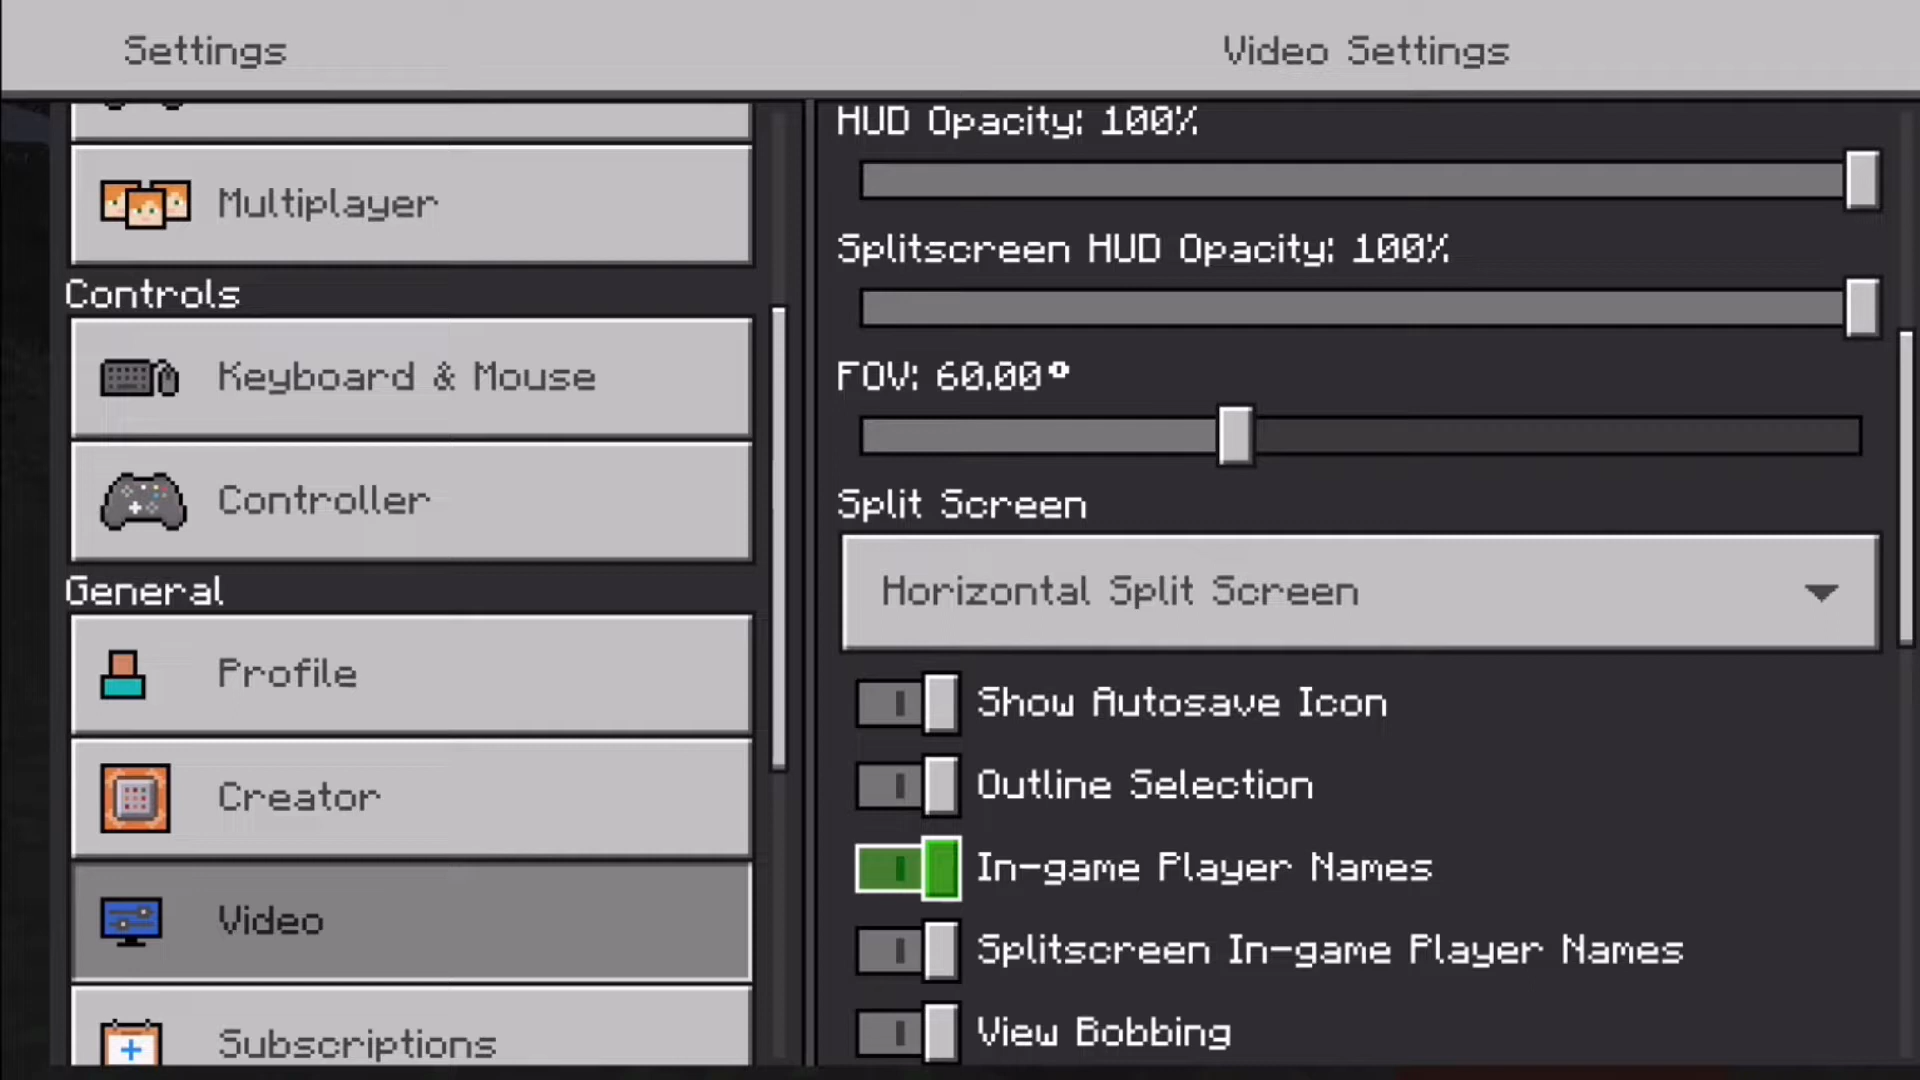 Settings
Video Settings
Multiplayer
Controls
Keyboard & Mouse
Controller
General
Profile
Creator
Video
Subscriptions
HUD Opacity: 100%
Splitscreen HUD Opacity: 100%
FOV: 60.00°
Split Screen
Horizontal Split Screen
Show Autosave Icon
Outline Selection
In-game Player Names
Splitscreen In-game Player Names
View Bobbing